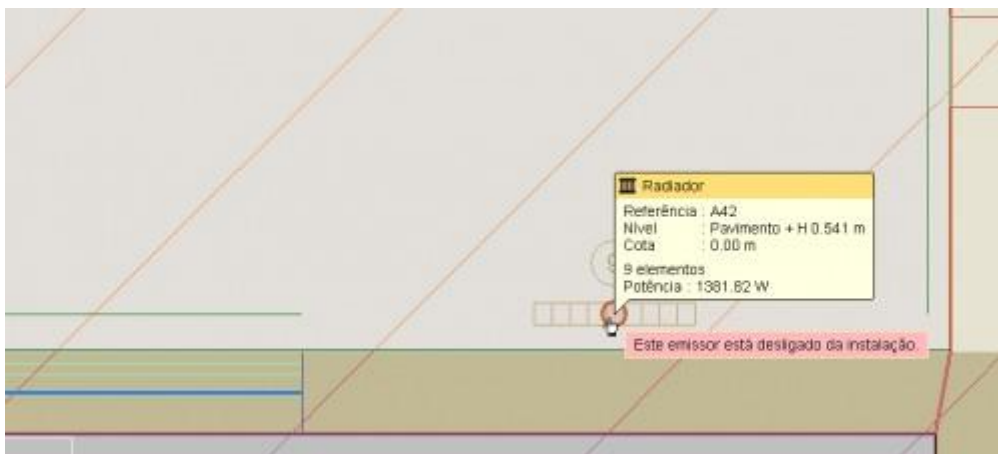 Radiador
Referência : A42
Nível : Pavimento + H 0.541 m
Cota : 0.00 m
9 elementos
Potência : 1381.62 W
Este emissor está desligado da instalação.